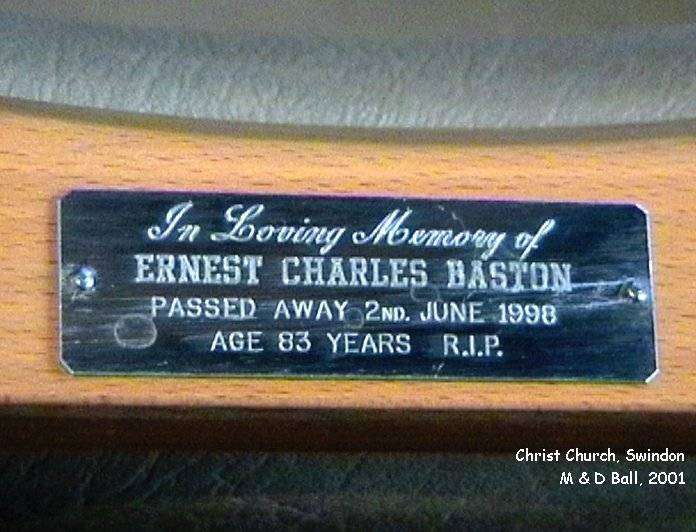 In Loving Memory of
ERNEST CHARLES BASTON
PASSED AWAY 2ND. JUNE 1998
AGE 83 YEARS R.I.P.
Christ Church, Swindon
M & D Ball, 2001